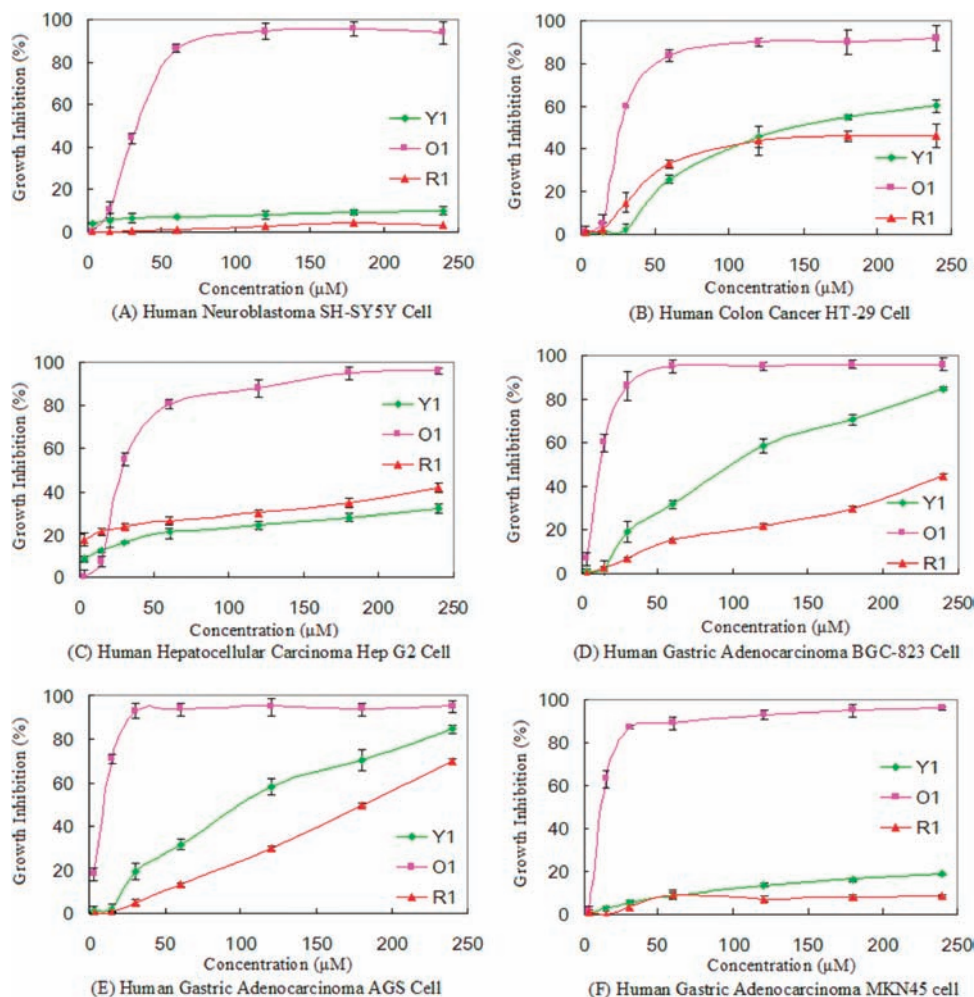 Growth Inhibition (%)
100
80
60
40
20
0
Y1
O1
R1
0 50 100 150 200 250
Concentration (µM)
(A) Human Neuroblastoma SH-SY5Y Cell
Growth Inhibition (%)
100
80
60
40
20
0
Y1
O1
R1
0 50 100 150 200 250
Concentration (µM)
(B) Human Colon Cancer HT-29 Cell
Growth Inhibition (%)
100
80
60
40
20
0
Y1
O1
R1
0 50 100 150 200 250
Concentration (µM)
(C) Human Hepatocellular Carcinoma Hep G2 Cell
Growth Inhibition (%)
100
80
60
40
20
0
Y1
O1
R1
0 50 100 150 200 250
Concentration (µM)
(D) Human Gastric Adenocarcinoma BGC-823 Cell
Growth Inhibition (%)
100
80
60
40
20
0
Y1
O1
R1
0 50 100 150 200 250
Concentration (µM)
(E) Human Gastric Adenocarcinoma AGS Cell
Growth Inhibition (%)
100
80
60
40
20
0
Y1
O1
R1
0 50 100 150 200 250
Concentration (µM)
(F) Human Gastric Adenocarcinoma MKN45 cell